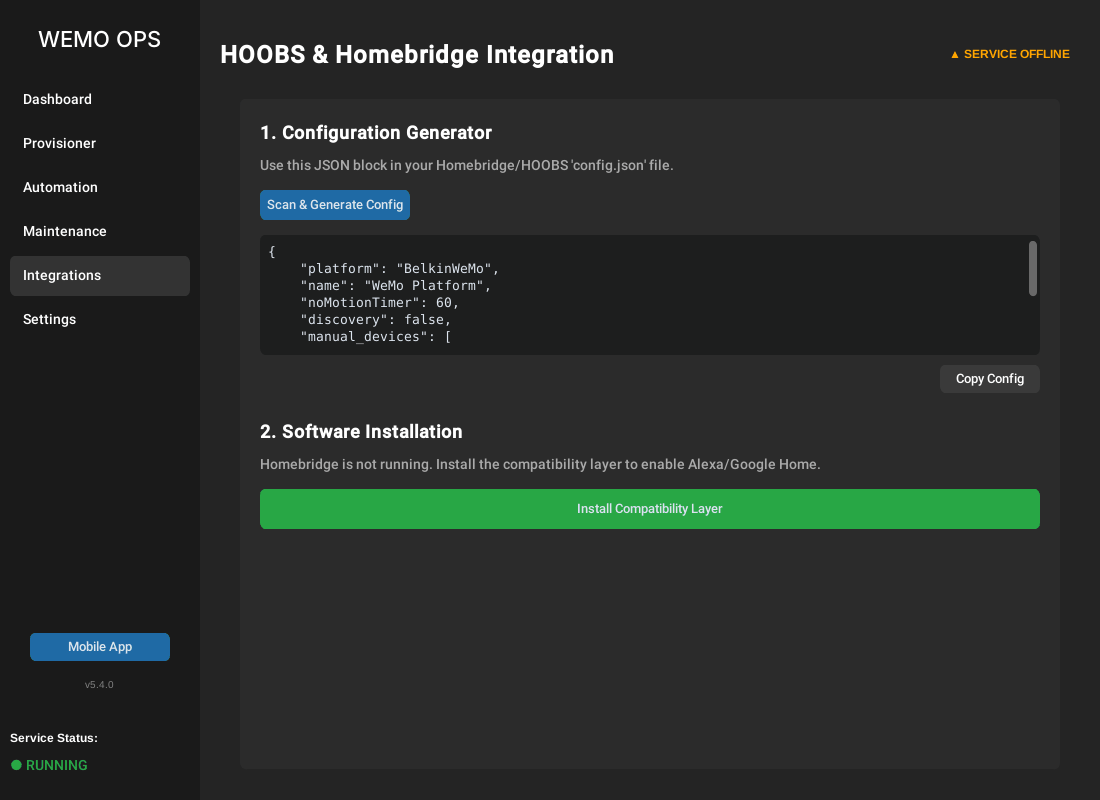 WEMO OPS
Dashboard
Provisioner
Automation
Maintenance
Integrations
Settings
Mobile App
v5.4.0
Service Status:
RUNNING
HOOBS & Homebridge Integration
▲ SERVICE OFFLINE
1. Configuration Generator
Use this JSON block in your Homebridge/HOOBS 'config.json' file.
Scan & Generate Config
{
    "platform": "BelkinWeMo",
    "name": "WeMo Platform",
    "noMotionTimer": 60,
    "discovery": false,
    "manual_devices": [
Copy Config
2. Software Installation
Homebridge is not running. Install the compatibility layer to enable Alexa/Google Home.
Install Compatibility Layer